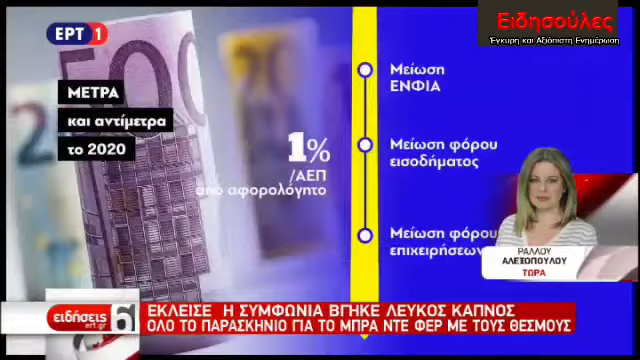 ΕΡΤ 1
Ειδησούλες
Έγκυρη και Αξιόπιστη Ενημέρωση
500
ΜΕΤΡΑ
και αντίμετρα
το 2020
1%
/ΑΕΠ
από αφορολόγητο
Μείωση
ΕΝΦΙΑ
Μείωση φόρου
εισοδήματος
Μείωση φόρου
επιχειρήσεων
ΡΑΛΛΟΥ
ΑΛΕΞΟΠΟΥΛΟΥ
ΤΩΡΑ
ειδήσεις
ert.gr
6
ΕΚΛΕΙΣΕ Η ΣΥΜΦΩΝΙΑ ΒΓΗΚΕ ΛΕΥΚΟΣ ΚΑΠΝΟΣ
ΟΛΟ ΤΟ ΠΑΡΑΣΚΗΝΙΟ ΓΙΑ ΤΟ ΜΠΡΑ ΝΤΕ ΦΕΡ ΜΕ ΤΟΥΣ ΘΕΣΜΟΥΣ